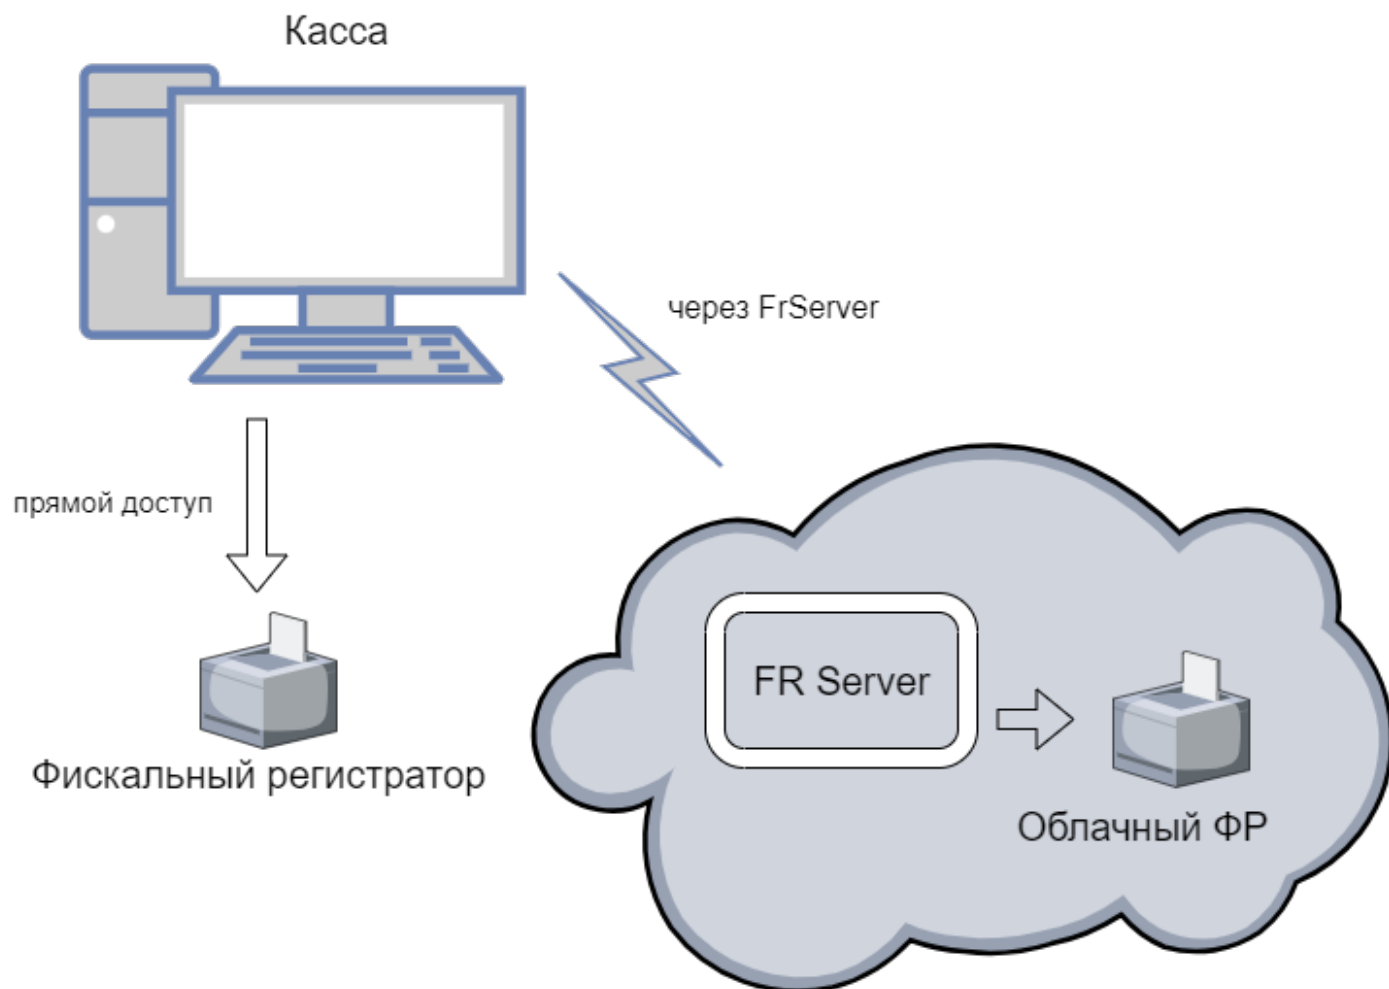 Касса
через FrServer
прямой доступ
FR Server
Фискальный регистратор
Облачный ФР